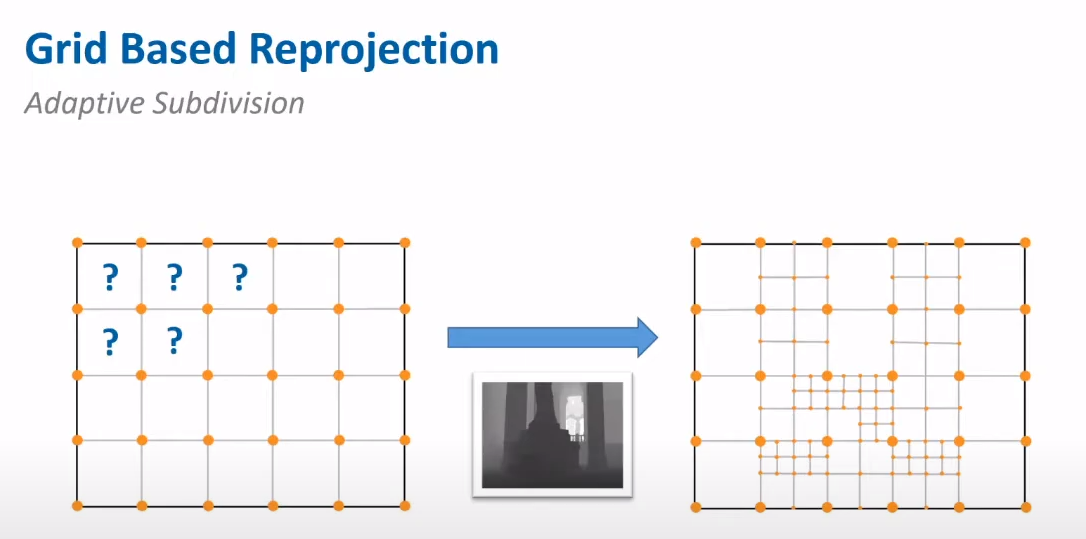 Grid Based Reprojection
Adaptive Subdivision
? ? ?
? ?